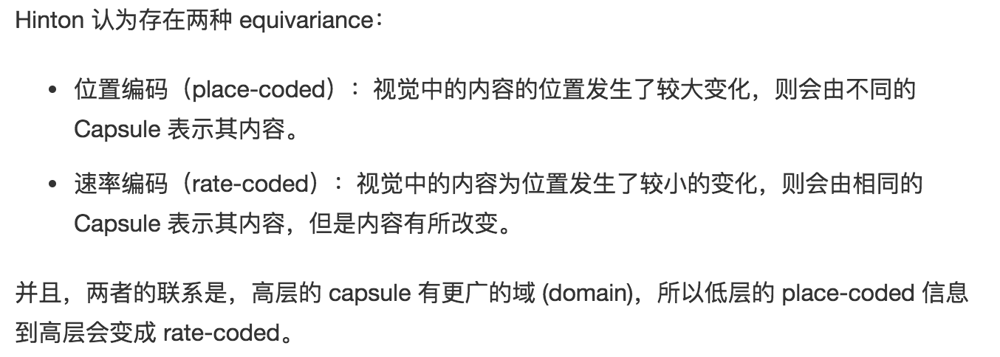 Hinton 认为存在两种 equivariance：
• 位置编码（place-coded）：视觉中的内容的位置发生了较大变化，则会由不同的
Capsule 表示其内容。
• 速率编码（rate-coded）：视觉中的内容为位置发生了较小的变化，则会由相同的
Capsule 表示其内容，但是内容有所改变。
并且，两者的联系是，高层的 capsule 有更广的域 (domain)，所以低层的 place-coded 信息
到高层会变成 rate-coded。